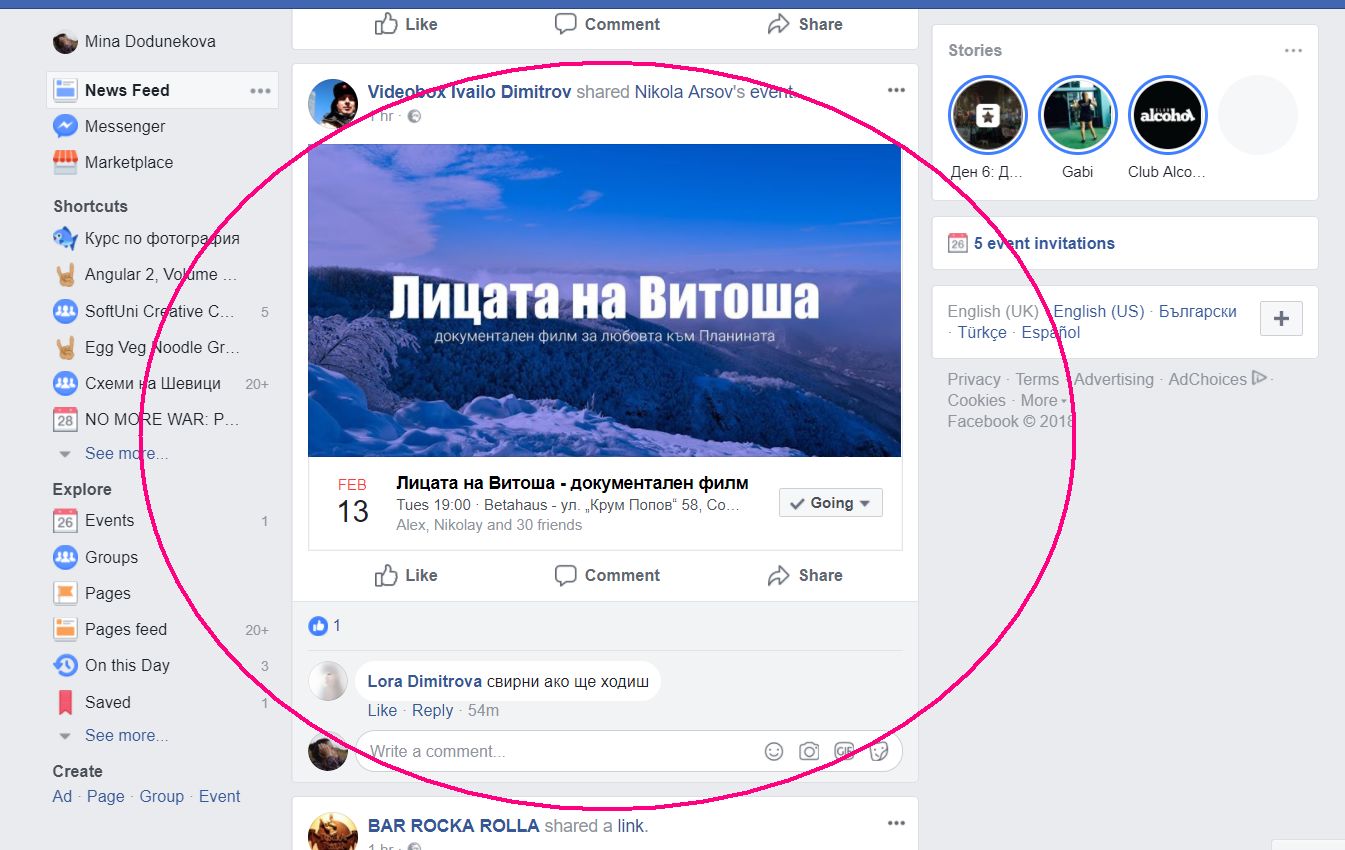 Like Comment Share
Mina Dodunekova
News Feed
Messenger
Marketplace
Shortcuts
Курс по фотография
Angular 2, Volume ...
SoftUni Creative C... 5
Egg Veg Noodle Gr...
Схеми на Шевици 20+
28 NO MORE WAR: P...
See more...
Explore
26 Events 1
Groups
Pages
Pages feed 20+
On this Day 3
Saved 1
See more...
Create
Ad · Page · Group · Event
Videobox Ivailo Dimitrov shared Nikola Arsov's event.
1 hr ·
Лицата на Витоша
документален филм за любовта към Планината
FEB
13
Лицата на Витоша - документален филм
Tues 19:00 · Betahaus - ул. „Крум Попов“ 58, Со...
Alex, Nikolay and 30 friends
Going
Like Comment Share
1
Lora Dimitrova свирни ако ще ходиш
Like · Reply · 54m
Write a comment...
GIF
BAR ROCKA ROLLA shared a link.
1 hr ·
Stories
CLUB
alcohol
Ден 6: Д... Gabi Club Alco...
26 5 event invitations
English (UK) · English (US) · Български
· Türkçe · Español
Privacy · Terms · Advertising · AdChoices ·
Cookies · More
Facebook © 2018